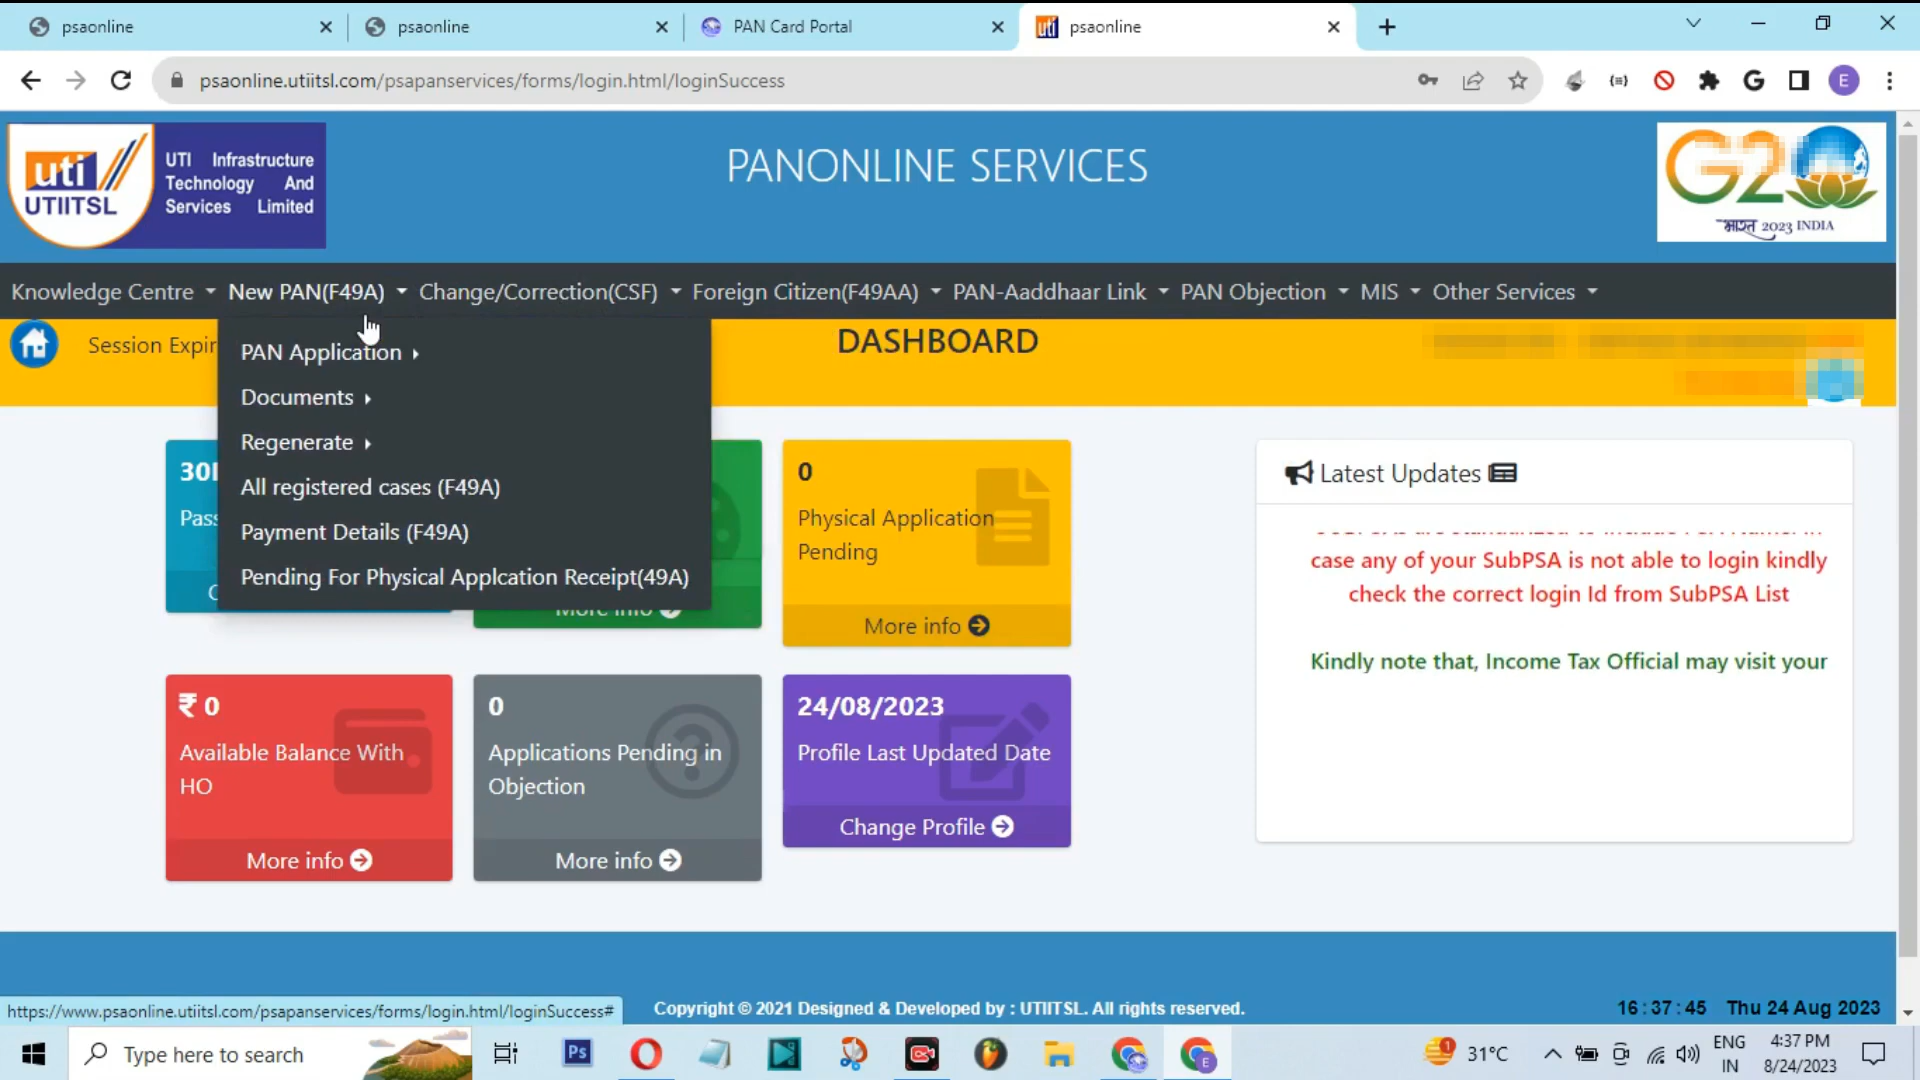 psaonline
psaonline
PAN Card Portal
psaonline
psaonline.utiitsl.com/psapanservices/forms/login.html/loginSuccess
E
uti
UTIITSL
UTI Infrastructure
Technology And
Services Limited
PANONLINE SERVICES
G20
भारत 2023 INDIA
Knowledge Centre
New PAN(F49A)
Change/Correction(CSF)
Foreign Citizen(F49AA)
PAN-Aaddhaar Link
PAN Objection
MIS
Other Services
Session Expir
DASHBOARD
PAN Application
Documents
Regenerate
All registered cases (F49A)
Payment Details (F49A)
Pending For Physical Applcation Receipt(49A)
Pass
More info
0
Physical Application
Pending
More info
₹ 0
Available Balance With
HO
More info
0
Applications Pending in
Objection
More info
24/08/2023
Profile Last Updated Date
Change Profile
Latest Updates
case any of your SubPSA is not able to login kindly
check the correct login Id from SubPSA List
Kindly note that, Income Tax Official may visit your
https://www.psaonline.utiitsl.com/psapanservices/forms/login.html/loginSuccess#
Copyright © 2021 Designed & Developed by : UTIITSL. All rights reserved.
16:37:45 Thu 24 Aug 2023
Type here to search
Ps
E
1
31°C
ENG
IN
4:37 PM
8/24/2023